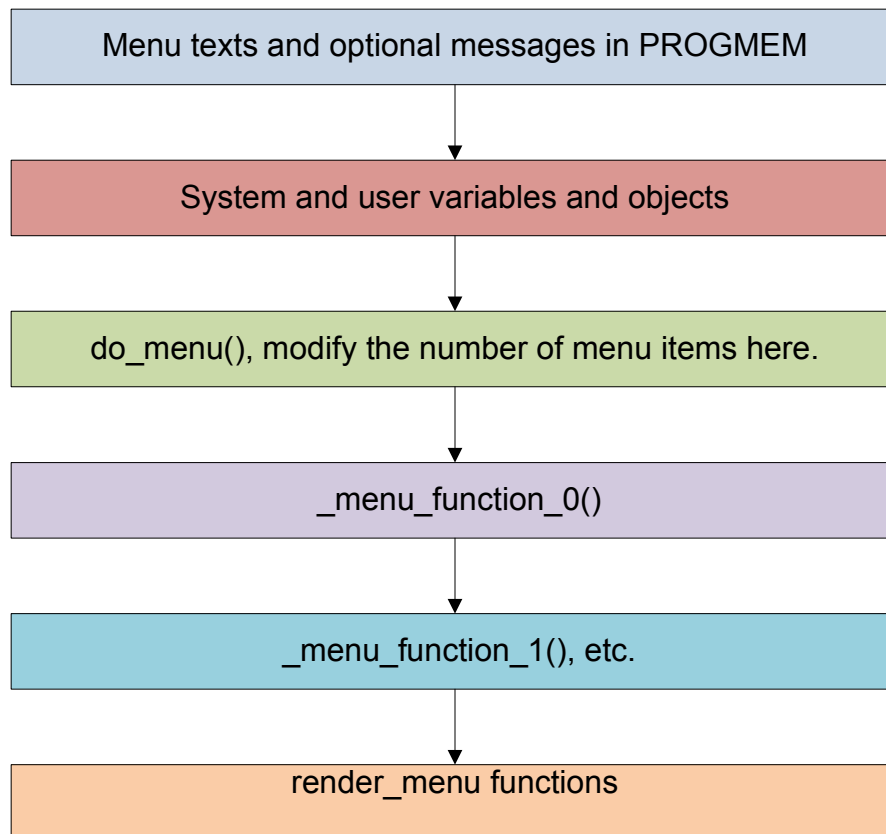 Menu texts and optional messages in PROGMEM
System and user variables and objects
do_menu(), modify the number of menu items here.
_menu_function_0()
_menu_function_1(), etc.
render_menu functions